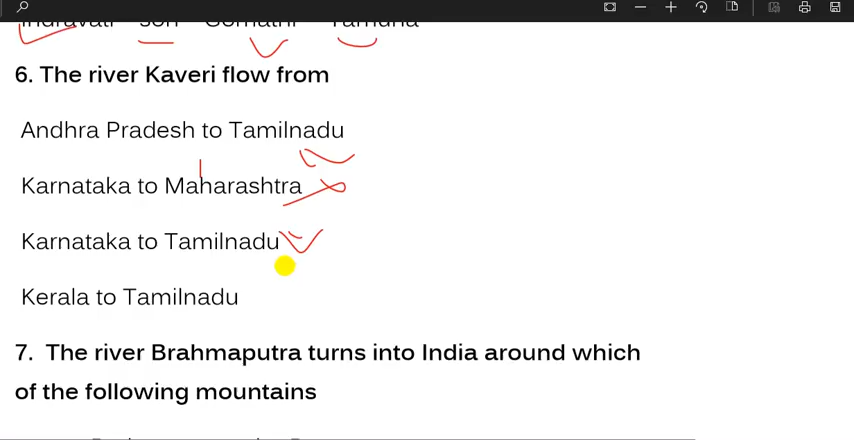 6. The river Kaveri flow from
Andhra Pradesh to Tamilnadu
Karnataka to Maharashtra
Karnataka to Tamilnadu
Kerala to Tamilnadu
7. The river Brahmaputra turns into India around which
of the following mountains